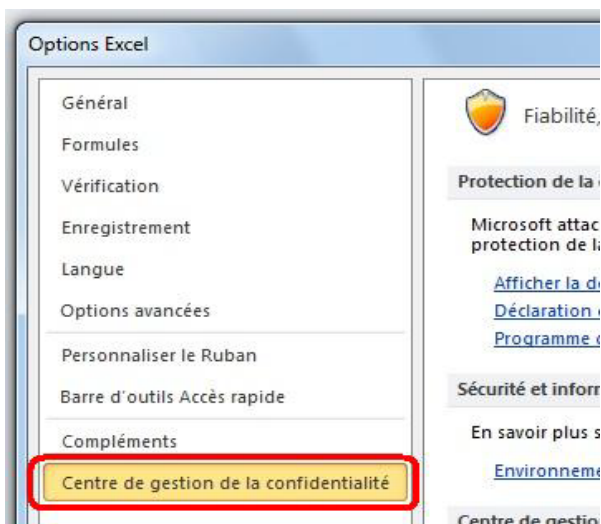 Options Excel
Général
Formules
Vérification
Enregistrement
Langue
Options avancées
Personnaliser le Ruban
Barre d'outils Accès rapide
Compléments
Centre de gestion de la confidentialité
Fiabilité,
Protection de la
Microsoft attac
protection de la
Afficher la dé
Déclaration
Programme
Sécurité et inform
En savoir plus s
Environneme
Centre de gestion